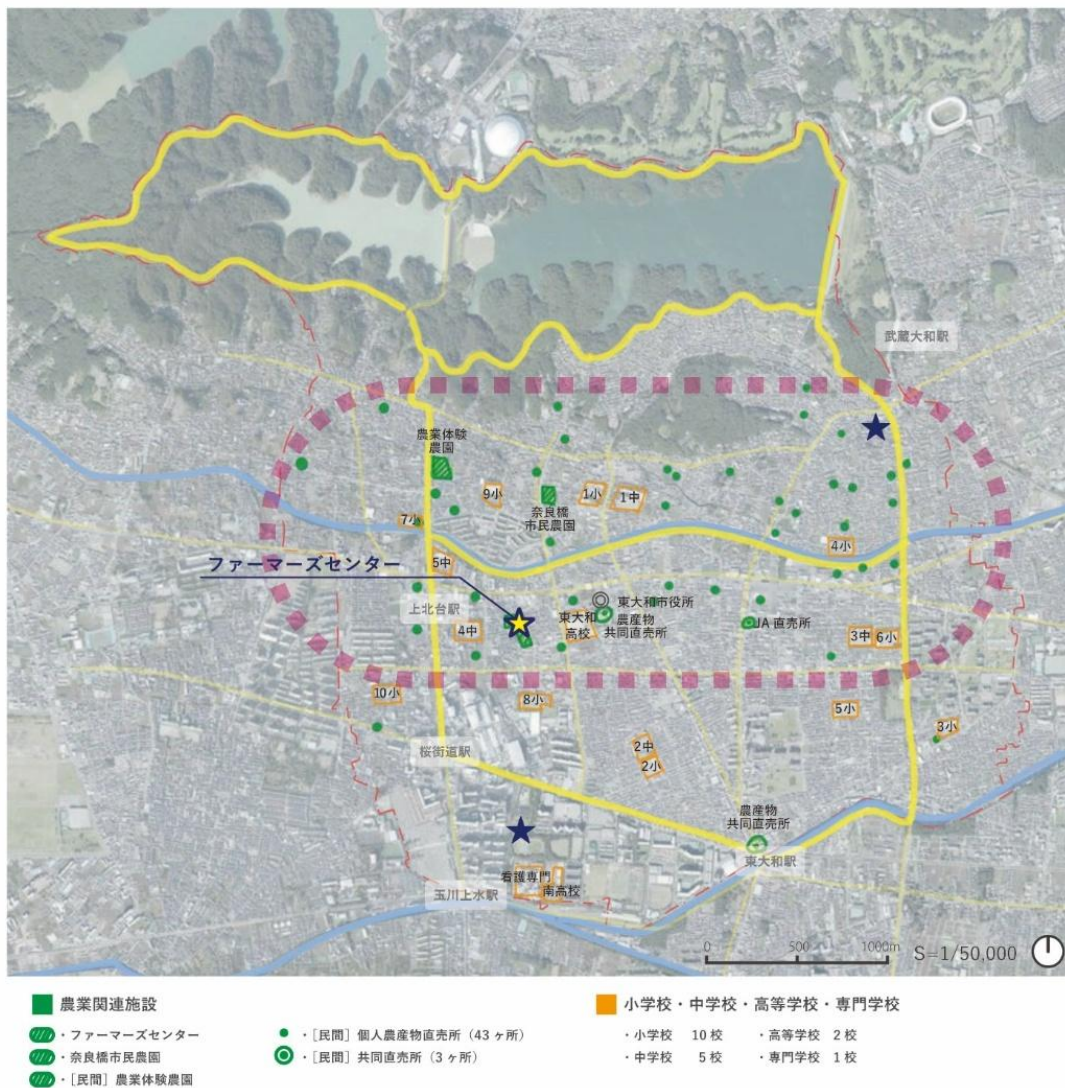 武蔵大和駅
農業体験
農園
9小
1小
1中
奈良橋
市民農園
7小
4小
5中
ファーマーズセンター
上北台駅
4中
東大和
高校
東大和市役所
農産物
共同直売所
JA 直売所
3中
6小
10小
8小
5小
3小
2中
2小
桜街道駅
農産物
共同直売所
東大和駅
看護専門
南高校
玉川上水駅
0 500 1000m
S=1/50,000
農業関連施設
・ファーマーズセンター
・奈良橋市民農園
・[民間] 農業体験農園
・[民間] 個人農産物直売所（43ヶ所）
・[民間] 共同直売所（3ヶ所）
小学校・中学校・高等学校・専門学校
・小学校 10校 ・高等学校 2校
・中学校 5校 ・専門学校 1校